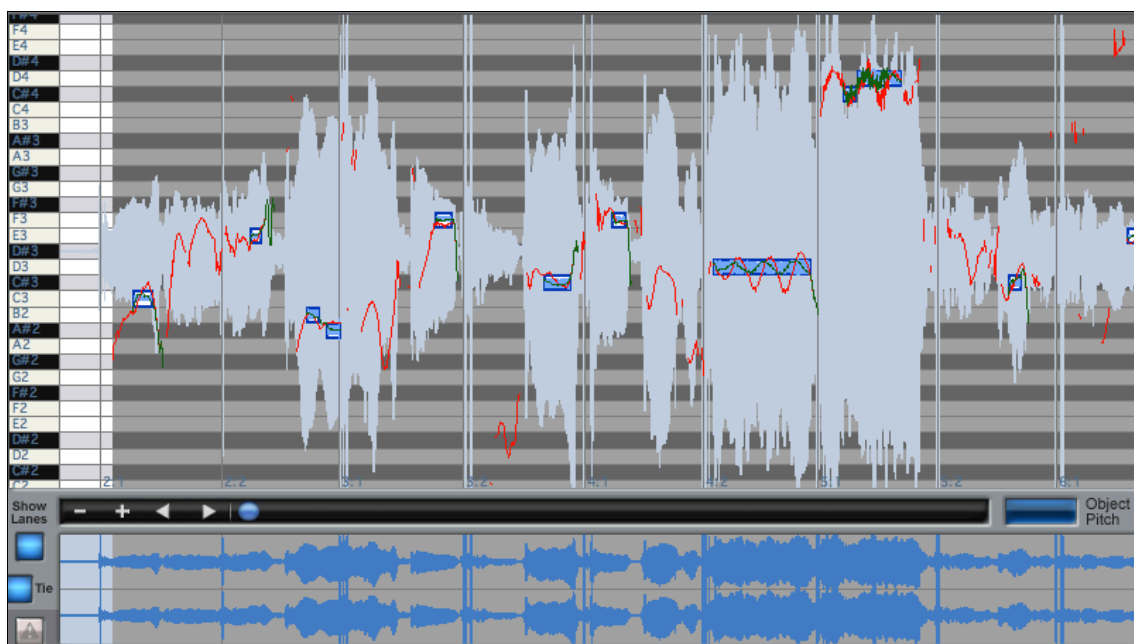 F4
E4
D#4
D4
C#4
C4
B3
A#3
A3
G#3
G3
F#3
F3
E3
D#3
D3
C#3
C3
B2
A#2
A2
G#2
G2
F#2
F2
E2
D#2
D2
C#2
2:1
2:2
3:1
3:2
4:1
4:2
5:1
5:2
6:1
Show
Lanes
Object
Pitch
Tie